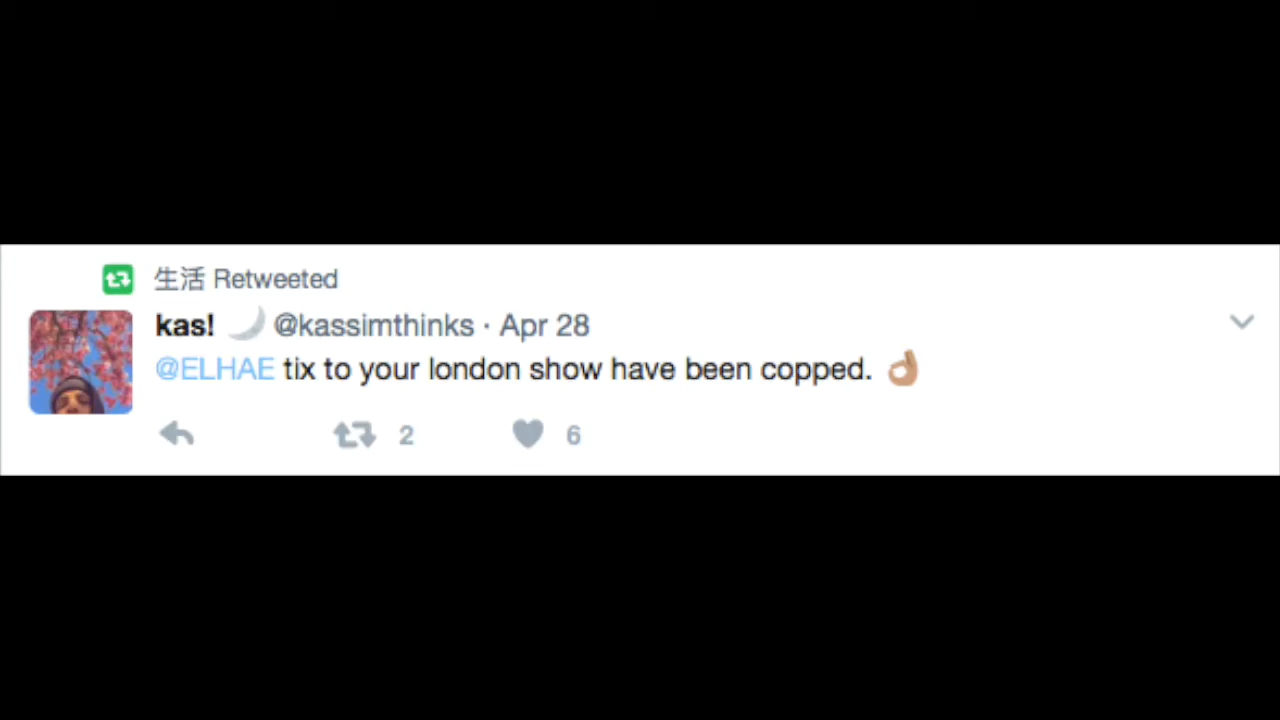 生活 Retweeted
kas! 🌙 @kassimthinks · Apr 28
@ELHAE tix to your london show have been copped. 👌🏽
2 6